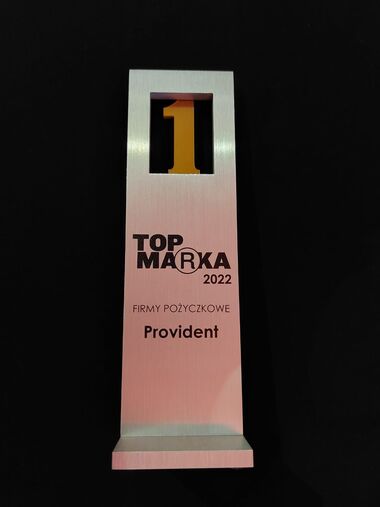 1
TOP
MARKA
2022
FIRMY POŻYCZKOWE
Provident